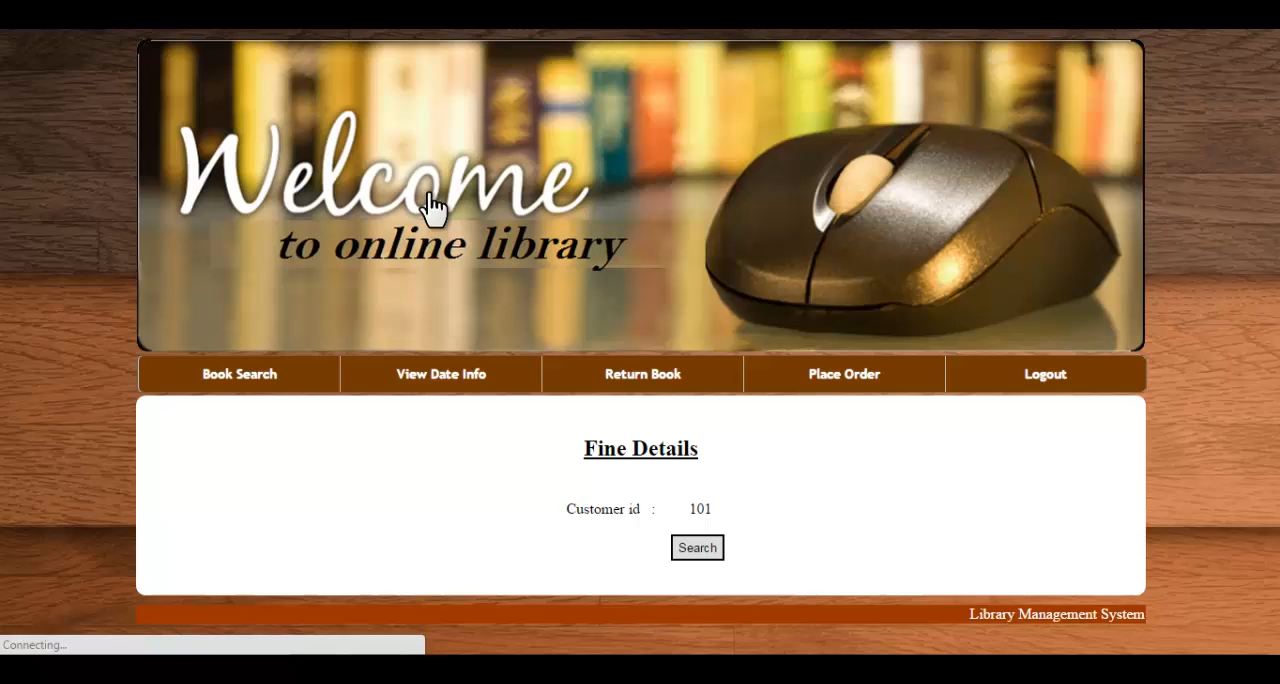 Welcome
to online library
Book Search View Date Info Return Book Place Order Logout
Fine Details
Customer id : 101
Search
Library Management System
Connecting...